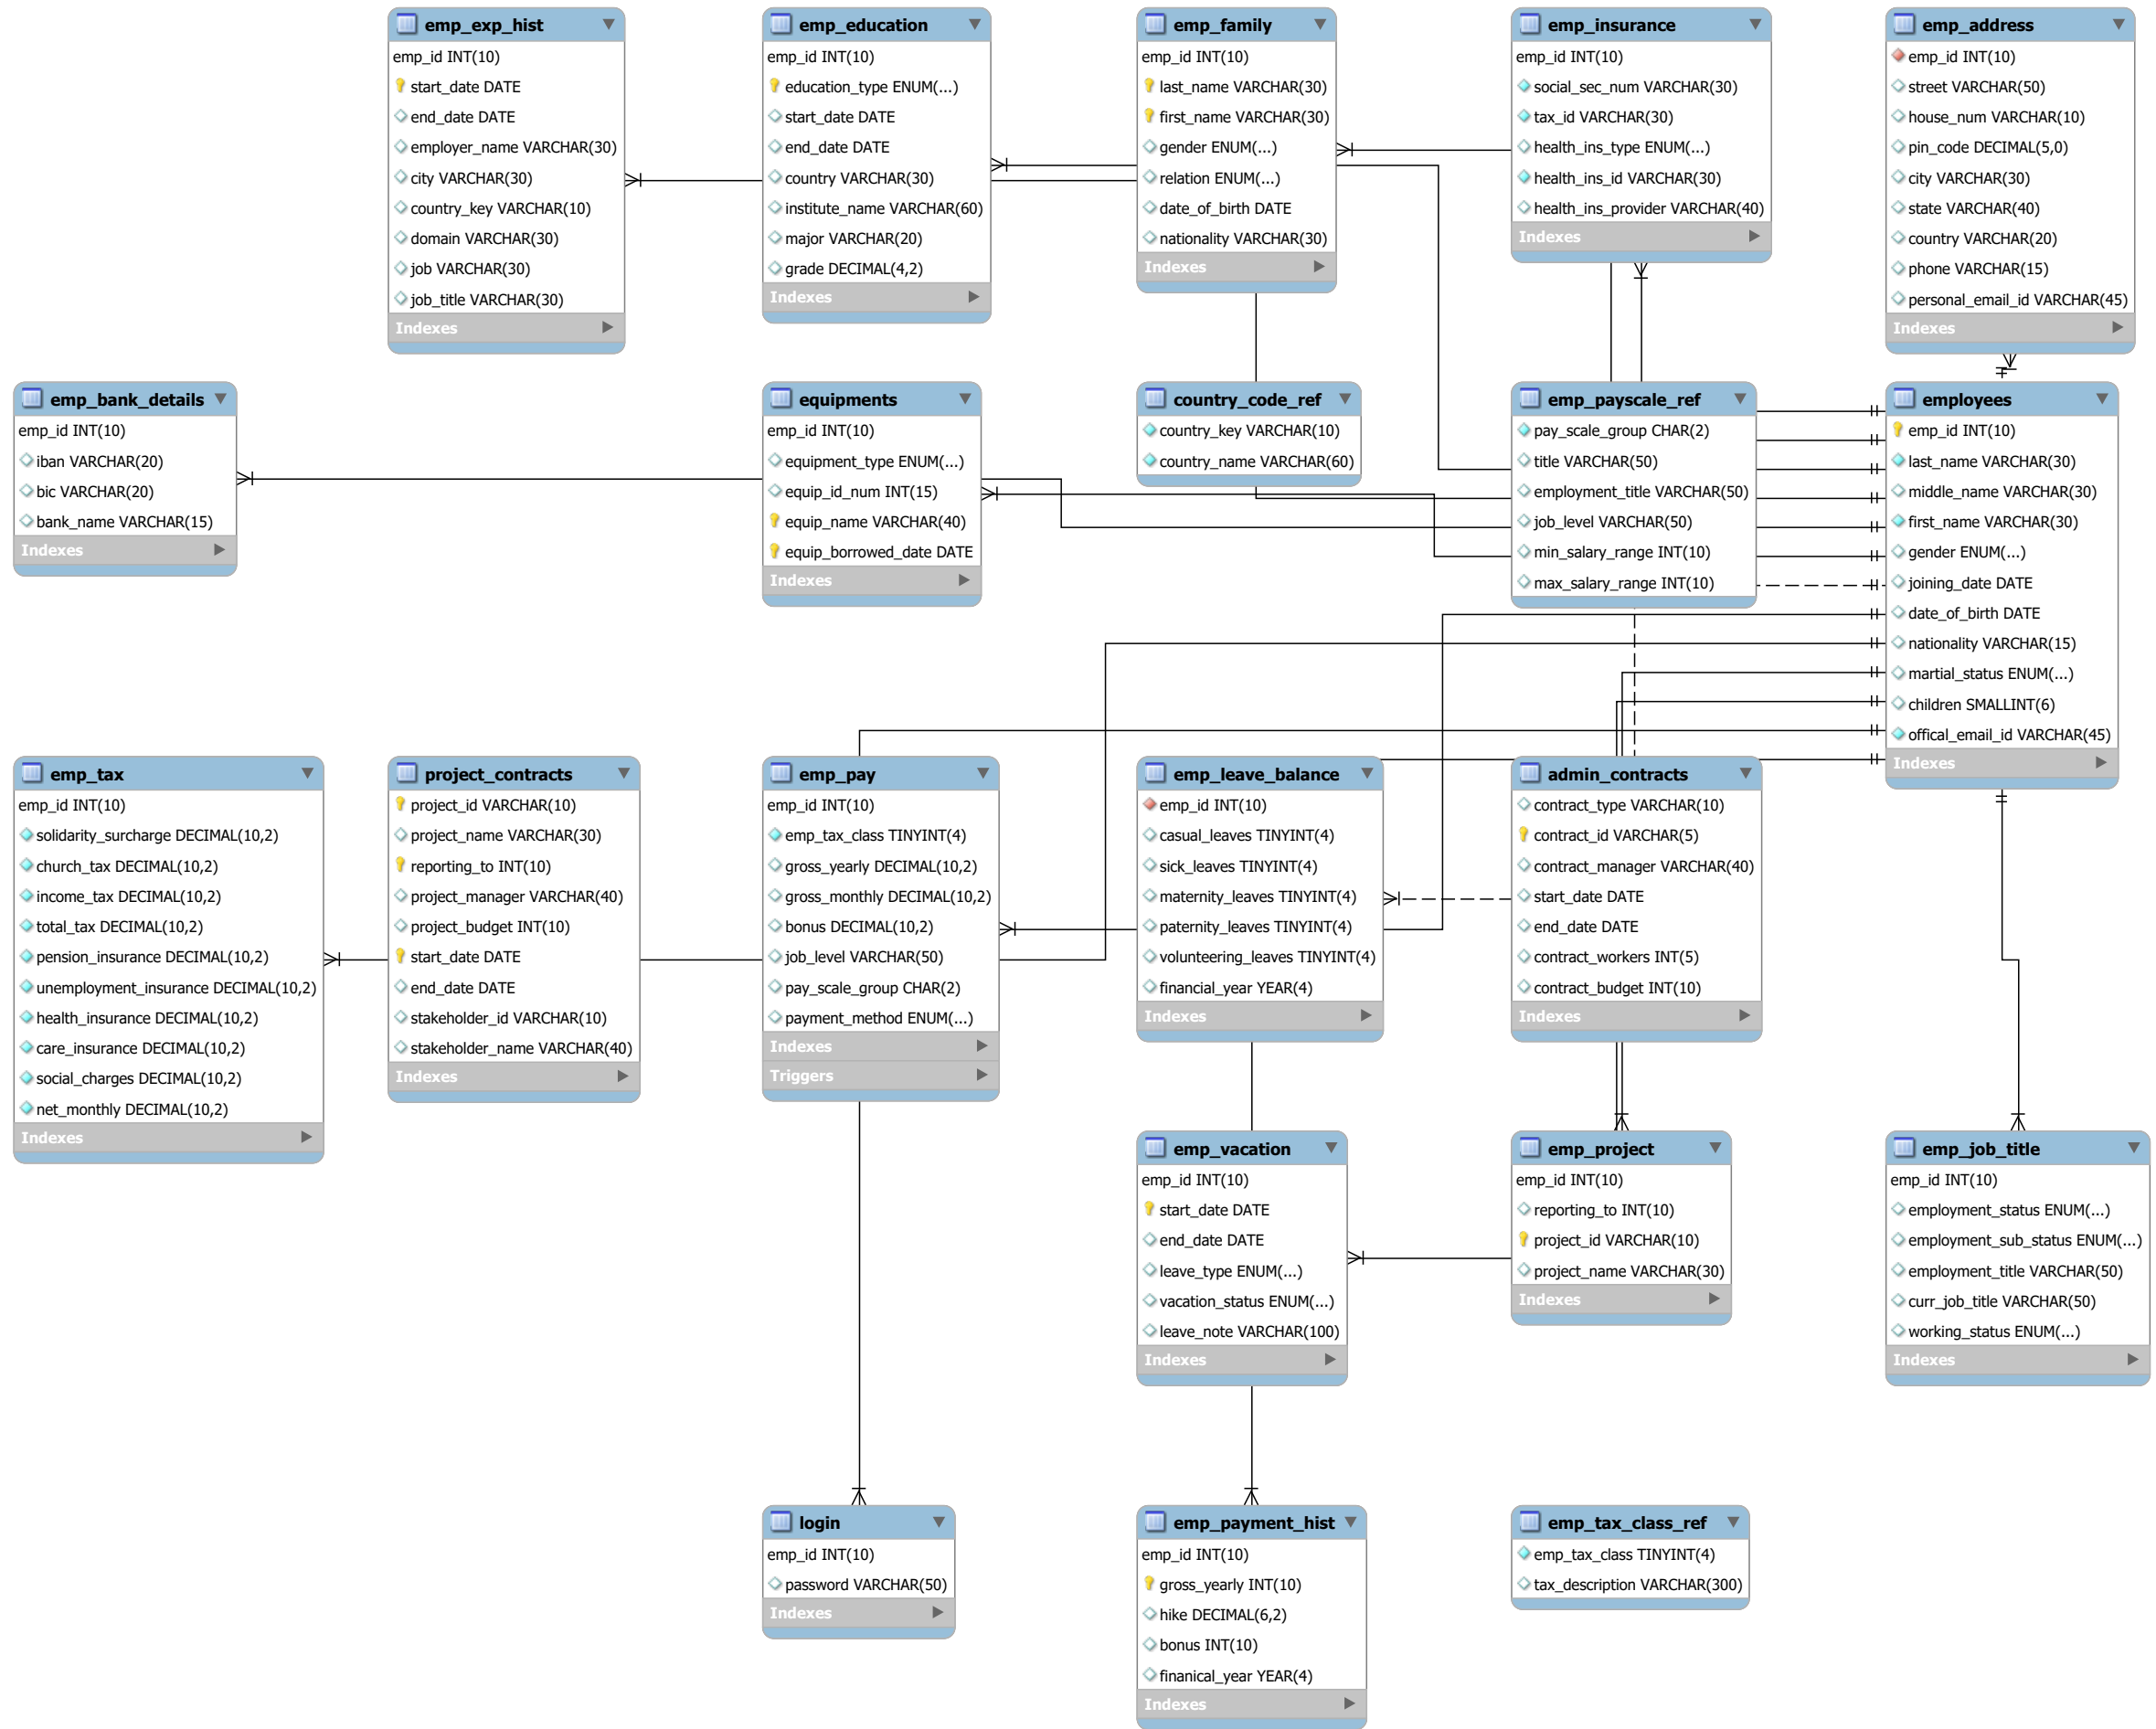 emp_exp_hist
emp_id INT(10)
start_date DATE
end_date DATE
employer_name VARCHAR(30)
city VARCHAR(30)
country_key VARCHAR(10)
domain VARCHAR(30)
job VARCHAR(30)
job_title VARCHAR(30)
Indexes
emp_education
emp_id INT(10)
education_type ENUM(...)
start_date DATE
end_date DATE
country VARCHAR(30)
institute_name VARCHAR(60)
major VARCHAR(20)
grade DECIMAL(4,2)
Indexes
emp_family
emp_id INT(10)
last_name VARCHAR(30)
first_name VARCHAR(30)
gender ENUM(...)
relation ENUM(...)
date_of_birth DATE
nationality VARCHAR(30)
Indexes
emp_insurance
emp_id INT(10)
social_sec_num VARCHAR(30)
tax_id VARCHAR(30)
health_ins_type ENUM(...)
health_ins_id VARCHAR(30)
health_ins_provider VARCHAR(40)
Indexes
emp_address
emp_id INT(10)
street VARCHAR(50)
house_num VARCHAR(10)
pin_code DECIMAL(5,0)
city VARCHAR(30)
state VARCHAR(40)
country VARCHAR(20)
phone VARCHAR(15)
personal_email_id VARCHAR(45)
Indexes
emp_bank_details
emp_id INT(10)
iban VARCHAR(20)
bic VARCHAR(20)
bank_name VARCHAR(15)
Indexes
equipments
emp_id INT(10)
equipment_type ENUM(...)
equip_id_num INT(15)
equip_name VARCHAR(40)
equip_borrowed_date DATE
Indexes
country_code_ref
country_key VARCHAR(10)
country_name VARCHAR(60)
emp_payscale_ref
pay_scale_group CHAR(2)
title VARCHAR(50)
employment_title VARCHAR(50)
job_level VARCHAR(50)
min_salary_range INT(10)
max_salary_range INT(10)
employees
emp_id INT(10)
last_name VARCHAR(30)
middle_name VARCHAR(30)
first_name VARCHAR(30)
gender ENUM(...)
joining_date DATE
date_of_birth DATE
nationality VARCHAR(15)
martial_status ENUM(...)
children SMALLINT(6)
offical_email_id VARCHAR(45)
Indexes
emp_tax
emp_id INT(10)
solidarity_surcharge DECIMAL(10,2)
church_tax DECIMAL(10,2)
income_tax DECIMAL(10,2)
total_tax DECIMAL(10,2)
pension_insurance DECIMAL(10,2)
unemployment_insurance DECIMAL(10,2)
health_insurance DECIMAL(10,2)
care_insurance DECIMAL(10,2)
social_charges DECIMAL(10,2)
net_monthly DECIMAL(10,2)
Indexes
project_contracts
project_id VARCHAR(10)
project_name VARCHAR(30)
reporting_to INT(10)
project_manager VARCHAR(40)
project_budget INT(10)
start_date DATE
end_date DATE
stakeholder_id VARCHAR(10)
stakeholder_name VARCHAR(40)
Indexes
emp_pay
emp_id INT(10)
emp_tax_class TINYINT(4)
gross_yearly DECIMAL(10,2)
gross_monthly DECIMAL(10,2)
bonus DECIMAL(10,2)
job_level VARCHAR(50)
pay_scale_group CHAR(2)
payment_method ENUM(...)
Indexes
Triggers
emp_leave_balance
emp_id INT(10)
casual_leaves TINYINT(4)
sick_leaves TINYINT(4)
maternity_leaves TINYINT(4)
paternity_leaves TINYINT(4)
volunteering_leaves TINYINT(4)
financial_year YEAR(4)
Indexes
admin_contracts
contract_type VARCHAR(10)
contract_id VARCHAR(5)
contract_manager VARCHAR(40)
start_date DATE
end_date DATE
contract_workers INT(5)
contract_budget INT(10)
Indexes
emp_vacation
emp_id INT(10)
start_date DATE
end_date DATE
leave_type ENUM(...)
vacation_status ENUM(...)
leave_note VARCHAR(100)
Indexes
emp_project
emp_id INT(10)
reporting_to INT(10)
project_id VARCHAR(10)
project_name VARCHAR(30)
Indexes
emp_job_title
emp_id INT(10)
employment_status ENUM(...)
employment_sub_status ENUM(...)
employment_title VARCHAR(50)
curr_job_title VARCHAR(50)
working_status ENUM(...)
Indexes
login
emp_id INT(10)
password VARCHAR(50)
Indexes
emp_payment_hist
emp_id INT(10)
gross_yearly INT(10)
hike DECIMAL(6,2)
bonus INT(10)
finanical_year YEAR(4)
Indexes
emp_tax_class_ref
emp_tax_class TINYINT(4)
tax_description VARCHAR(300)